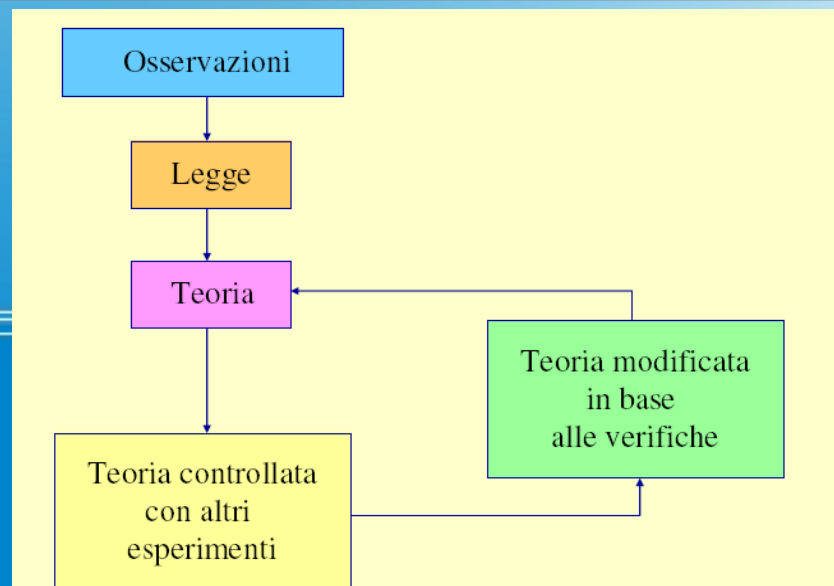 Osservazioni
Legge
Teoria
Teoria modificata
in base
alle verifiche
Teoria controllata
con altri
esperimenti